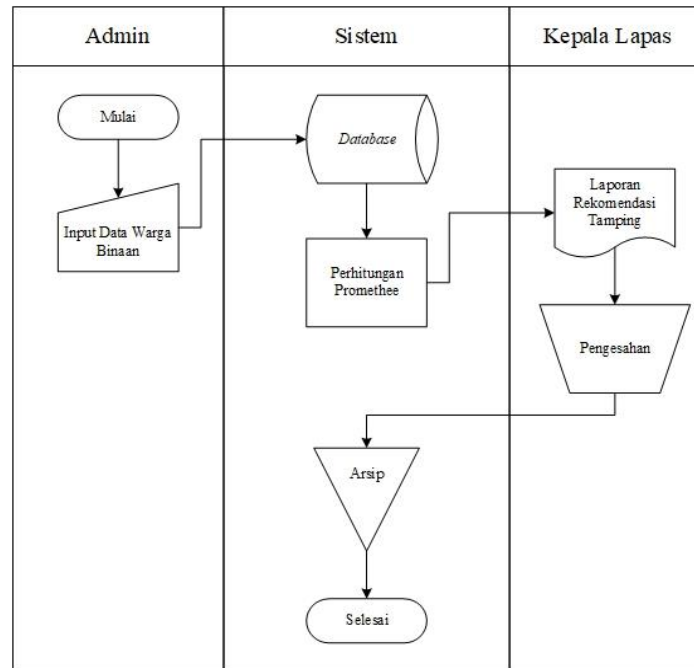 Admin
Sistem
Kepala Lapas
Mulai
Input Data Warga
Binaan
Database
Perhitungan
Promethee
Laporan
Rekomendasi
Tamping
Pengesahan
Arsip
Selesai